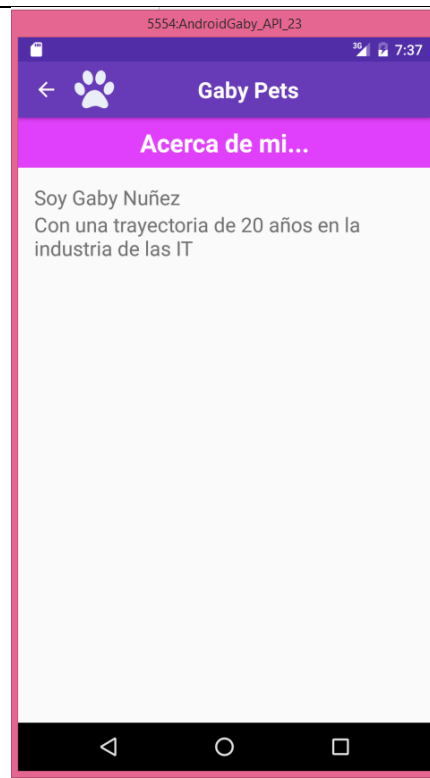 5554:AndroidGaby_API_23
3G 7:37
Gaby Pets
Acerca de mi...
Soy Gaby Nuñez
Con una trayectoria de 20 años en la
industria de las IT